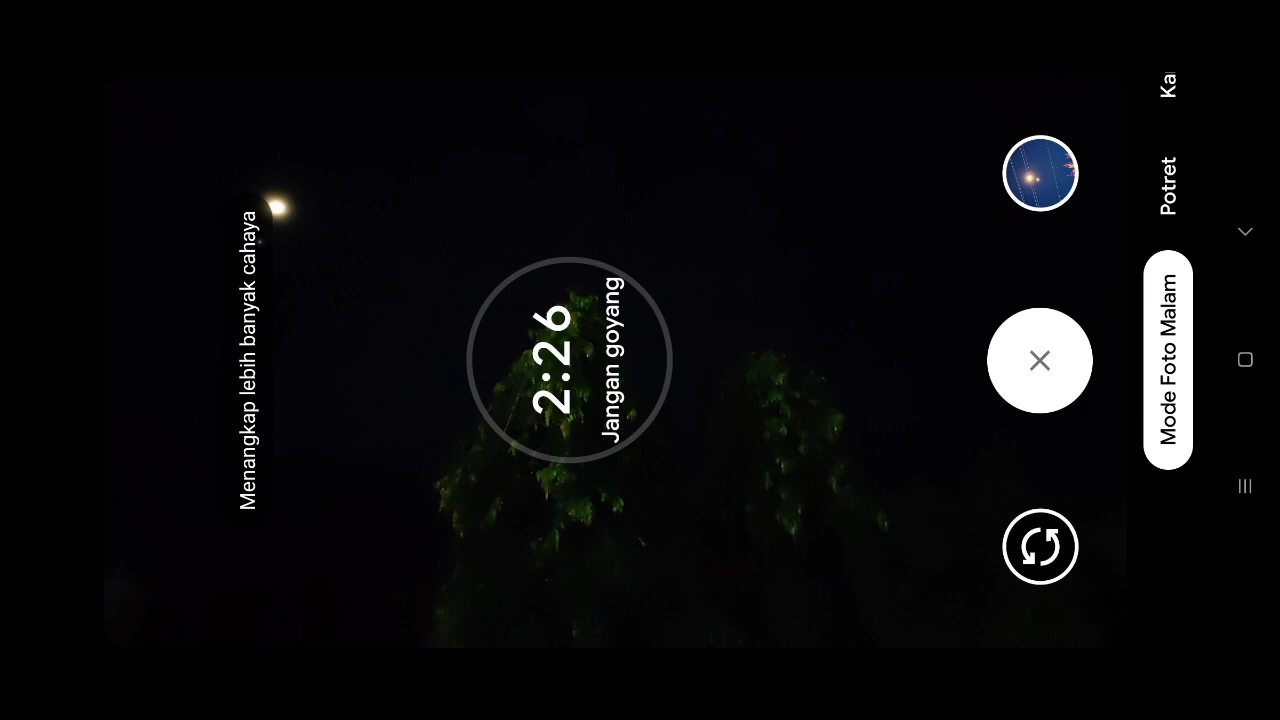 Menangkap lebih banyak cahaya
2:26
Jangan goyang
Ka
Potret
Mode Foto Malam